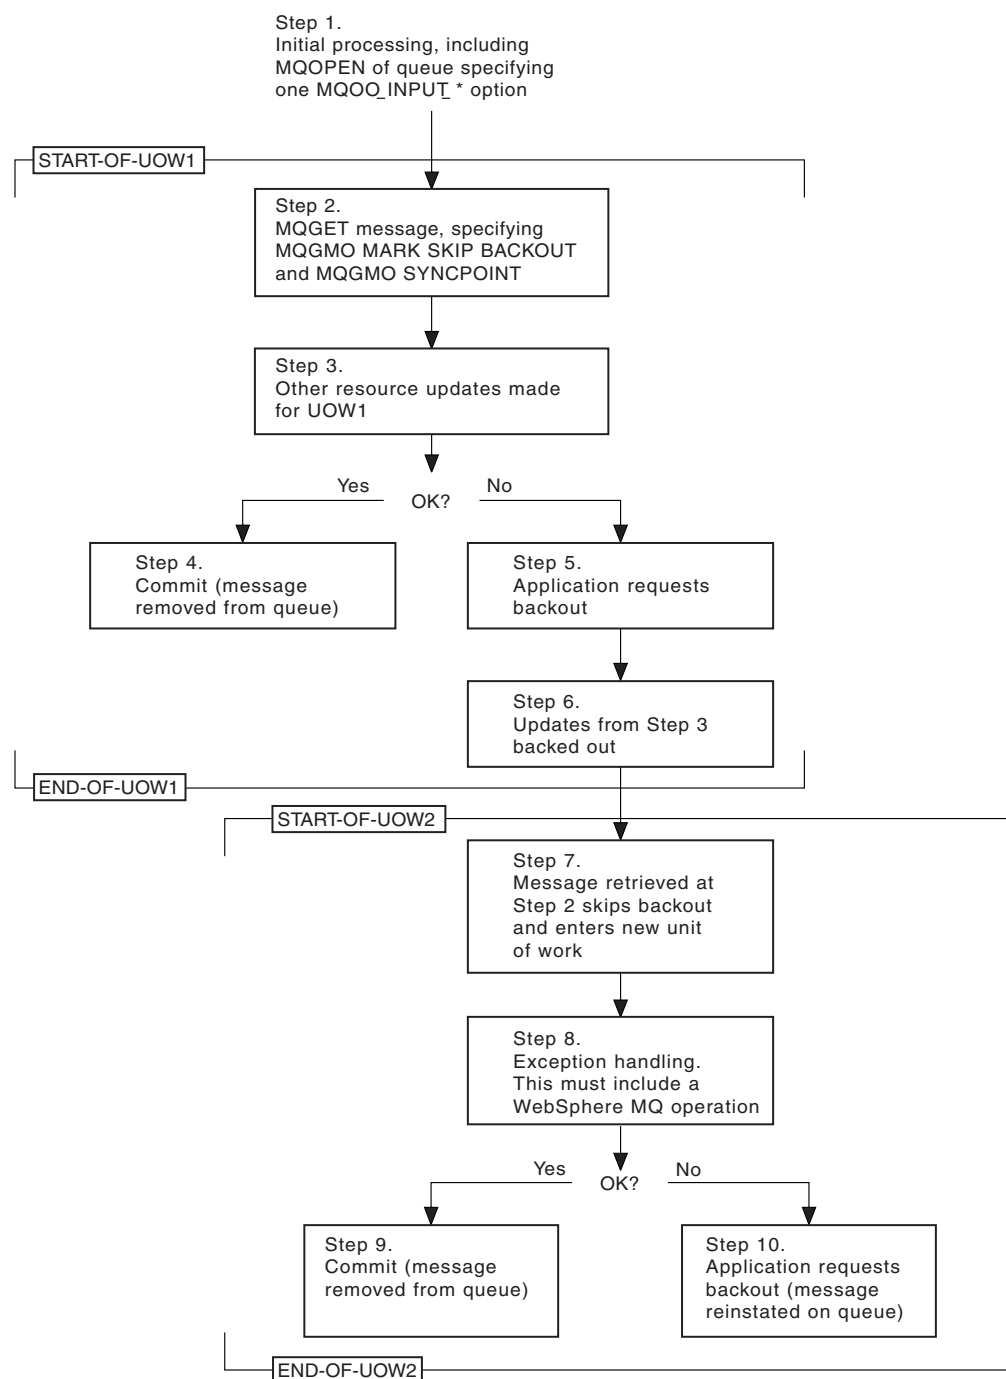 Step 1.
Initial processing, including
MQOPEN of queue specifying
one MQOO_INPUT_* option
START-OF-UOW1
Step 2.
MQGET message, specifying
MQGMO MARK SKIP BACKOUT
and MQGMO SYNCPOINT
Step 3.
Other resource updates made
for UOW1
Yes
OK?
No
Step 4.
Commit (message
removed from queue)
Step 5.
Application requests
backout
Step 6.
Updates from Step 3
backed out
END-OF-UOW1
START-OF-UOW2
Step 7.
Message retrieved at
Step 2 skips backout
and enters new unit
of work
Step 8.
Exception handling.
This must include a
WebSphere MQ operation
Yes
OK?
No
Step 9.
Commit (message
removed from queue)
Step 10.
Application requests
backout (message
reinstated on queue)
END-OF-UOW2